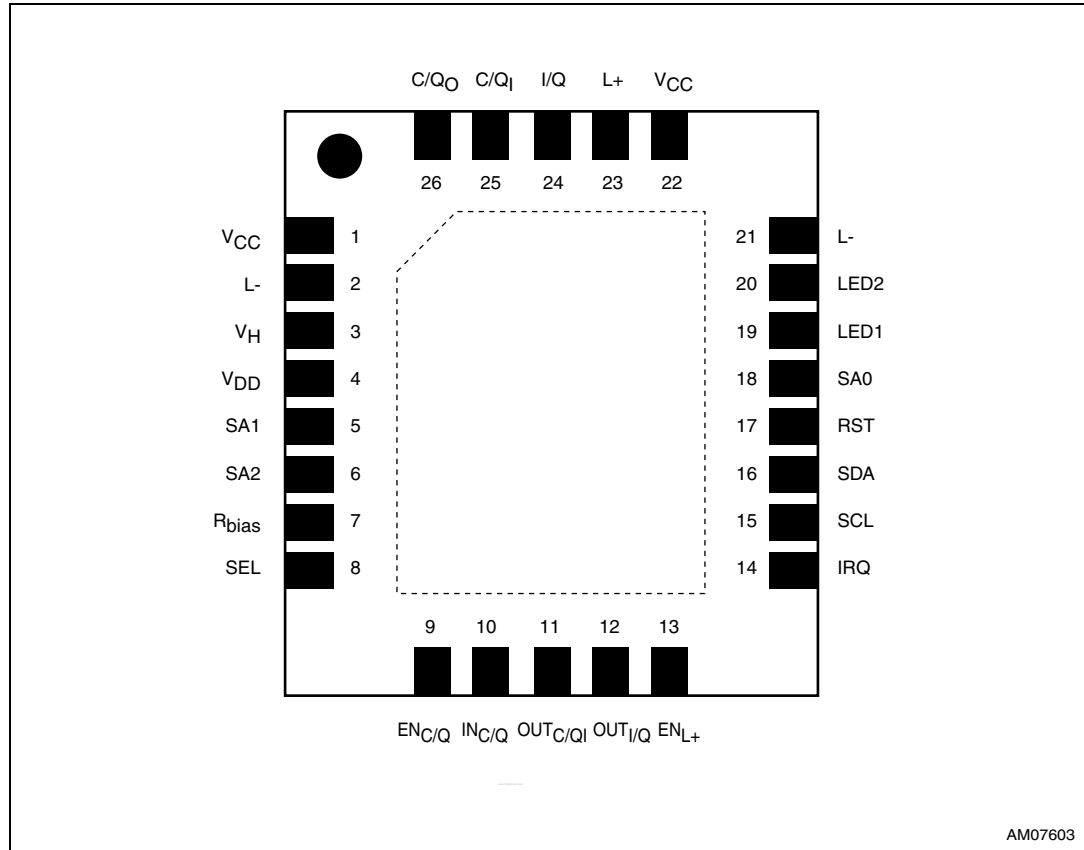 C/QO C/QI I/Q L+ VCC
26 25 24 23 22
VCC 1 21 L-
L- 2 20 LED2
VH 3 19 LED1
VDD 4 18 SA0
SA1 5 17 RST
SA2 6 16 SDA
Rbias 7 15 SCL
SEL 8 14 IRQ
9 10 11 12 13
ENC/Q INC/Q OUTC/QI OUTI/Q ENL+
AM07603